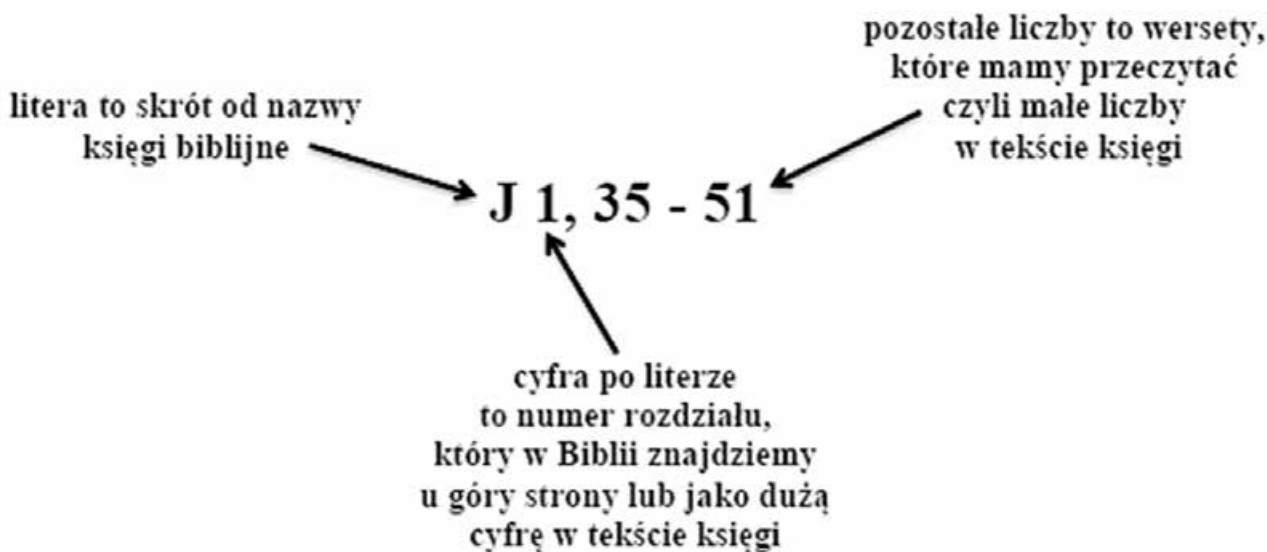 pozostałe liczby to wersety,
które mamy przeczytać
czyli małe liczby
w tekście księgi
litera to skrót od nazwy
księgi biblijne
J 1, 35 - 51
cyfra po literze
to numer rozdziału,
który w Biblii znajdziemy
u góry strony lub jako dużą
cyfrę w tekście księgi